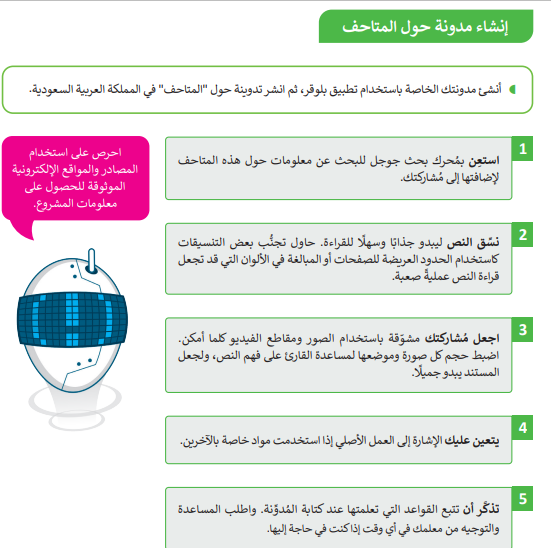 إنشاء مدونة حول المتاحف
أنشئ مدونتك الخاصة باستخدام تطبيق بلوقر، ثم انشر تدوينة حول "المتاحف" في المملكة العربية السعودية.
احرص على استخدام
المصادر والمواقع الإلكترونية
الموثوقة للحصول على
معلومات المشروع.
1
استعِن بمُحرك بحث جوجل للبحث عن معلومات حول هذه المتاحف
لإضافتها إلى مُشاركتك.
2
نسّق النص ليبدو جذابًا وسهلًا للقراءة. حاول تجنُّب بعض التنسيقات
كاستخدام الحدود العريضة للصفحات أو المبالغة في الألوان التي قد تجعل
قراءة النص عمليةً صعبة.
3
اجعل مُشاركتك مشوّقة باستخدام الصور ومقاطع الفيديو كلما أمكن.
اضبط حجم كل صورة وموضعها لمساعدة القارئ على فهم النص، ولجعل
المستند يبدو جميلًا.
4
يتعين عليك الإشارة إلى العمل الأصلي إذا استخدمت مواد خاصة بالآخرين.
5
تذكَّر أن تتبع القواعد التي تعلمتها عند كتابة المُدوّنة. واطلب المساعدة
والتوجيه من معلمك في أي وقت إذا كنت في حاجة إليها.